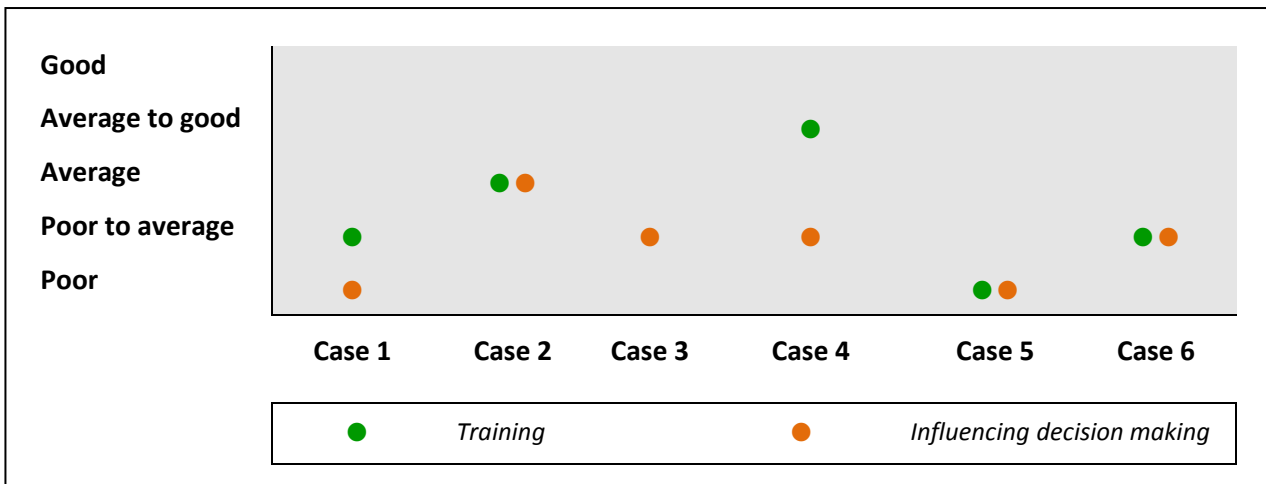 Good
Average to good
Average
Poor to average
Poor
Case 1 Case 2 Case 3 Case 4 Case 5 Case 6
Training Influencing decision making